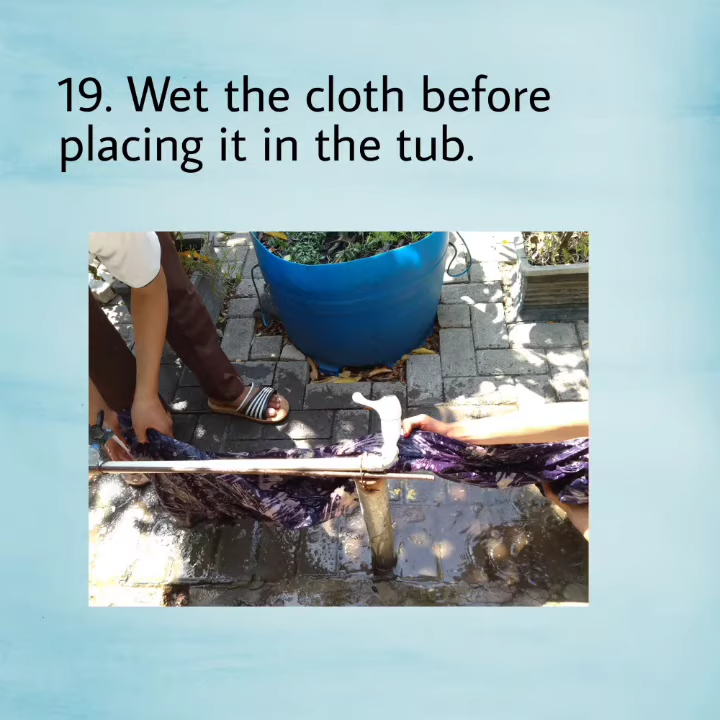 19. Wet the cloth before
placing it in the tub.